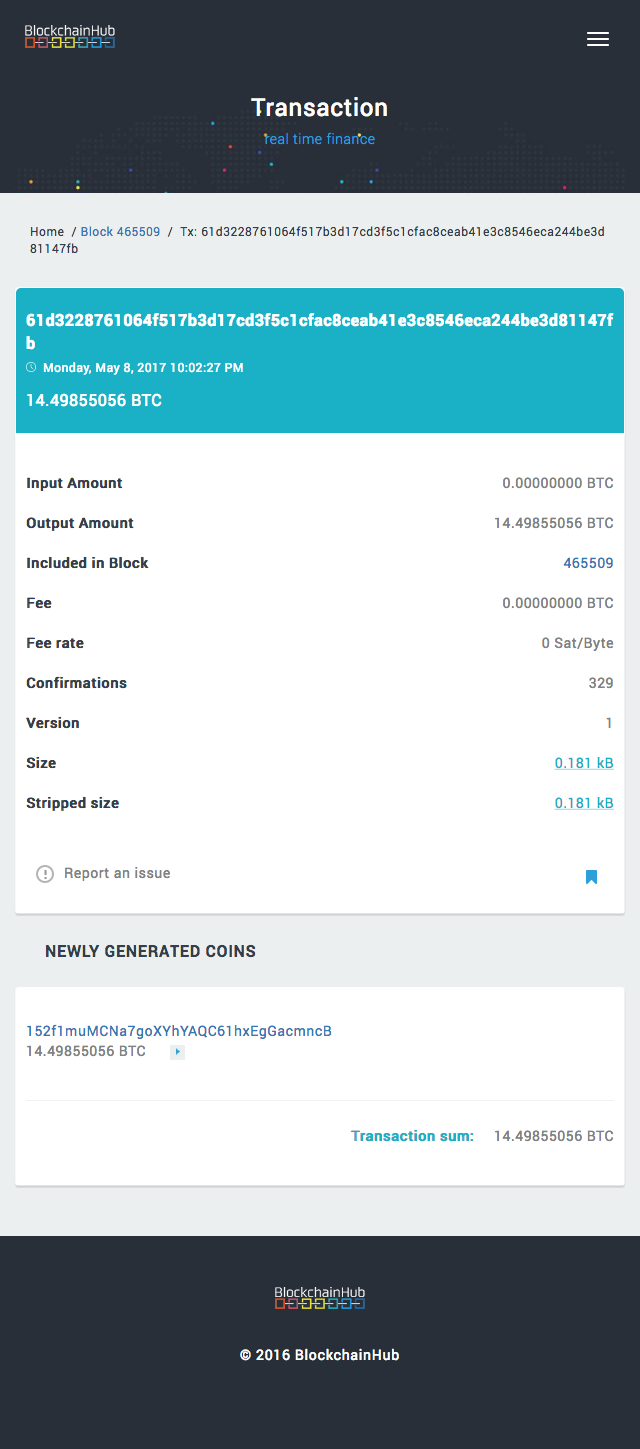 BlockchainHub
Transaction
real time finance
Home / Block 465509 / Tx: 61d3228761064f517b3d17cd3f5c1cfac8ceab41e3c8546eca244be3d
81147fb
61d3228761064f517b3d17cd3f5c1cfac8ceab41e3c8546eca244be3d81147f
b
Monday, May 8, 2017 10:02:27 PM
14.49855056 BTC
Input Amount 0.00000000 BTC
Output Amount 14.49855056 BTC
Included in Block 465509
Fee 0.00000000 BTC
Fee rate 0 Sat/Byte
Confirmations 329
Version 1
Size 0.181 kB
Stripped size 0.181 kB
Report an issue
NEWLY GENERATED COINS
152f1muMCNa7goXYhYAQC61hxEgGacmncB
14.49855056 BTC
Transaction sum: 14.49855056 BTC
BlockchainHub
© 2016 BlockchainHub